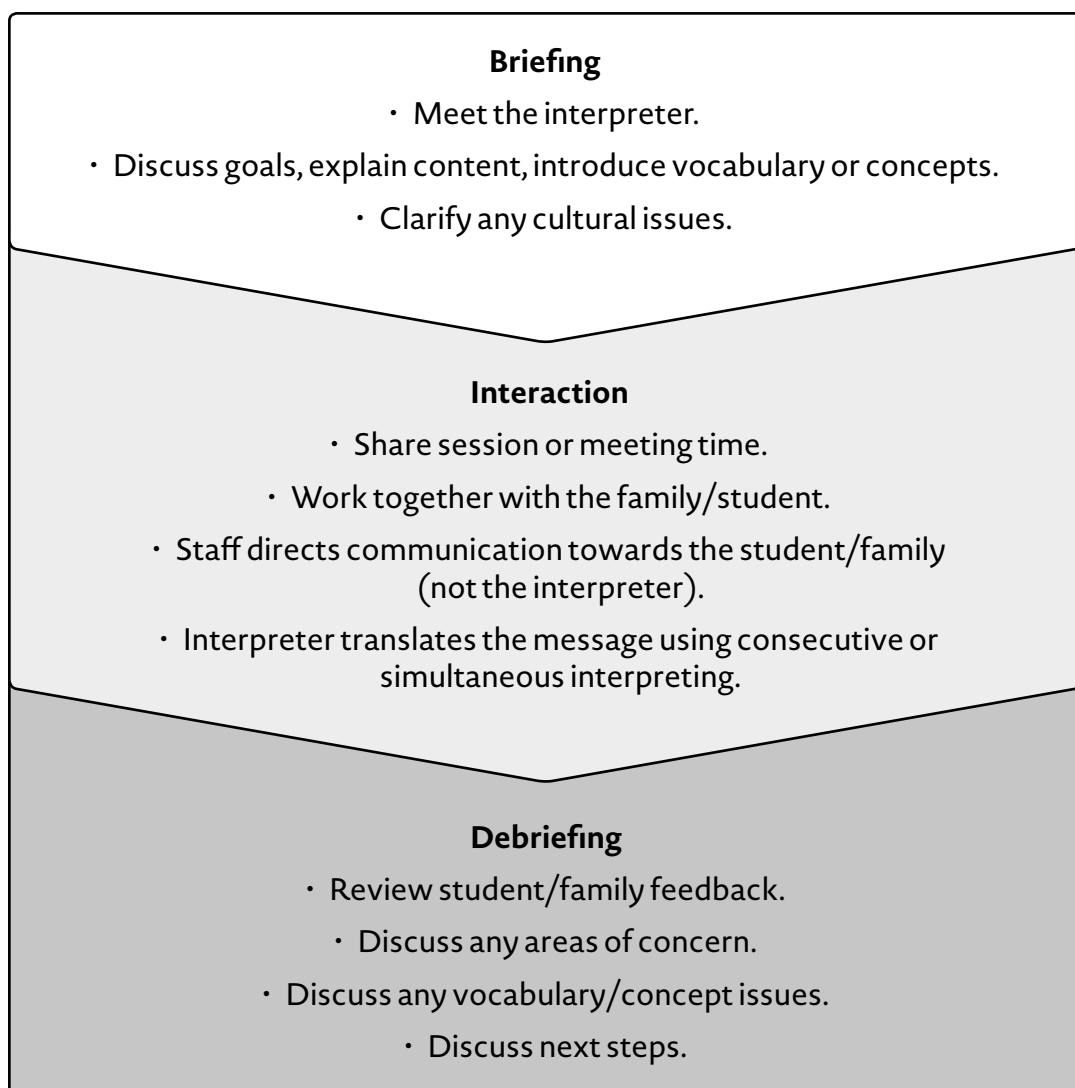 Briefing
· Meet the interpreter.
· Discuss goals, explain content, introduce vocabulary or concepts.
· Clarify any cultural issues.
Interaction
· Share session or meeting time.
· Work together with the family/student.
· Staff directs communication towards the student/family
(not the interpreter).
· Interpreter translates the message using consecutive or
simultaneous interpreting.
Debriefing
· Review student/family feedback.
· Discuss any areas of concern.
· Discuss any vocabulary/concept issues.
· Discuss next steps.